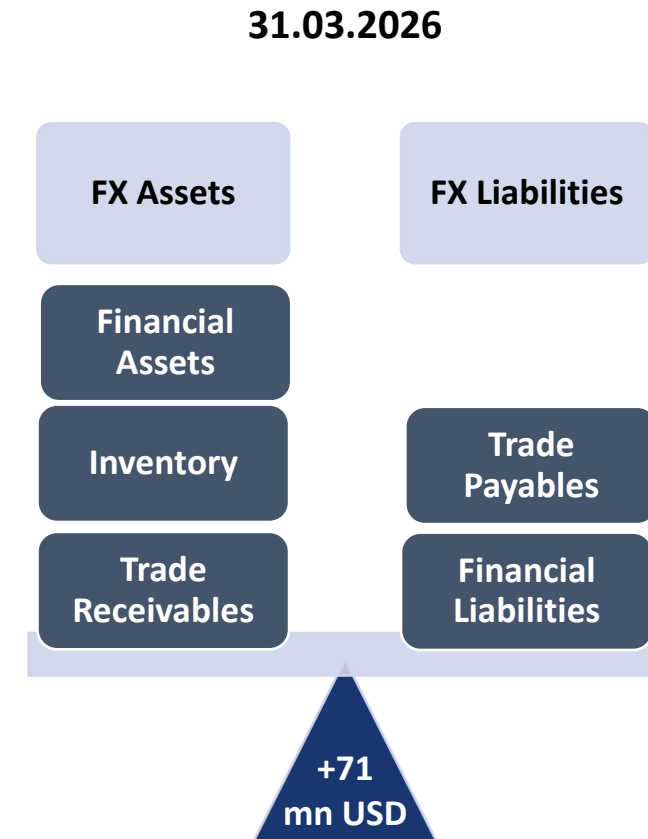 31.03.2026
FX Assets
FX Liabilities
Financial
Assets
Inventory
Trade
Receivables
Trade
Payables
Financial
Liabilities
+71
mn USD